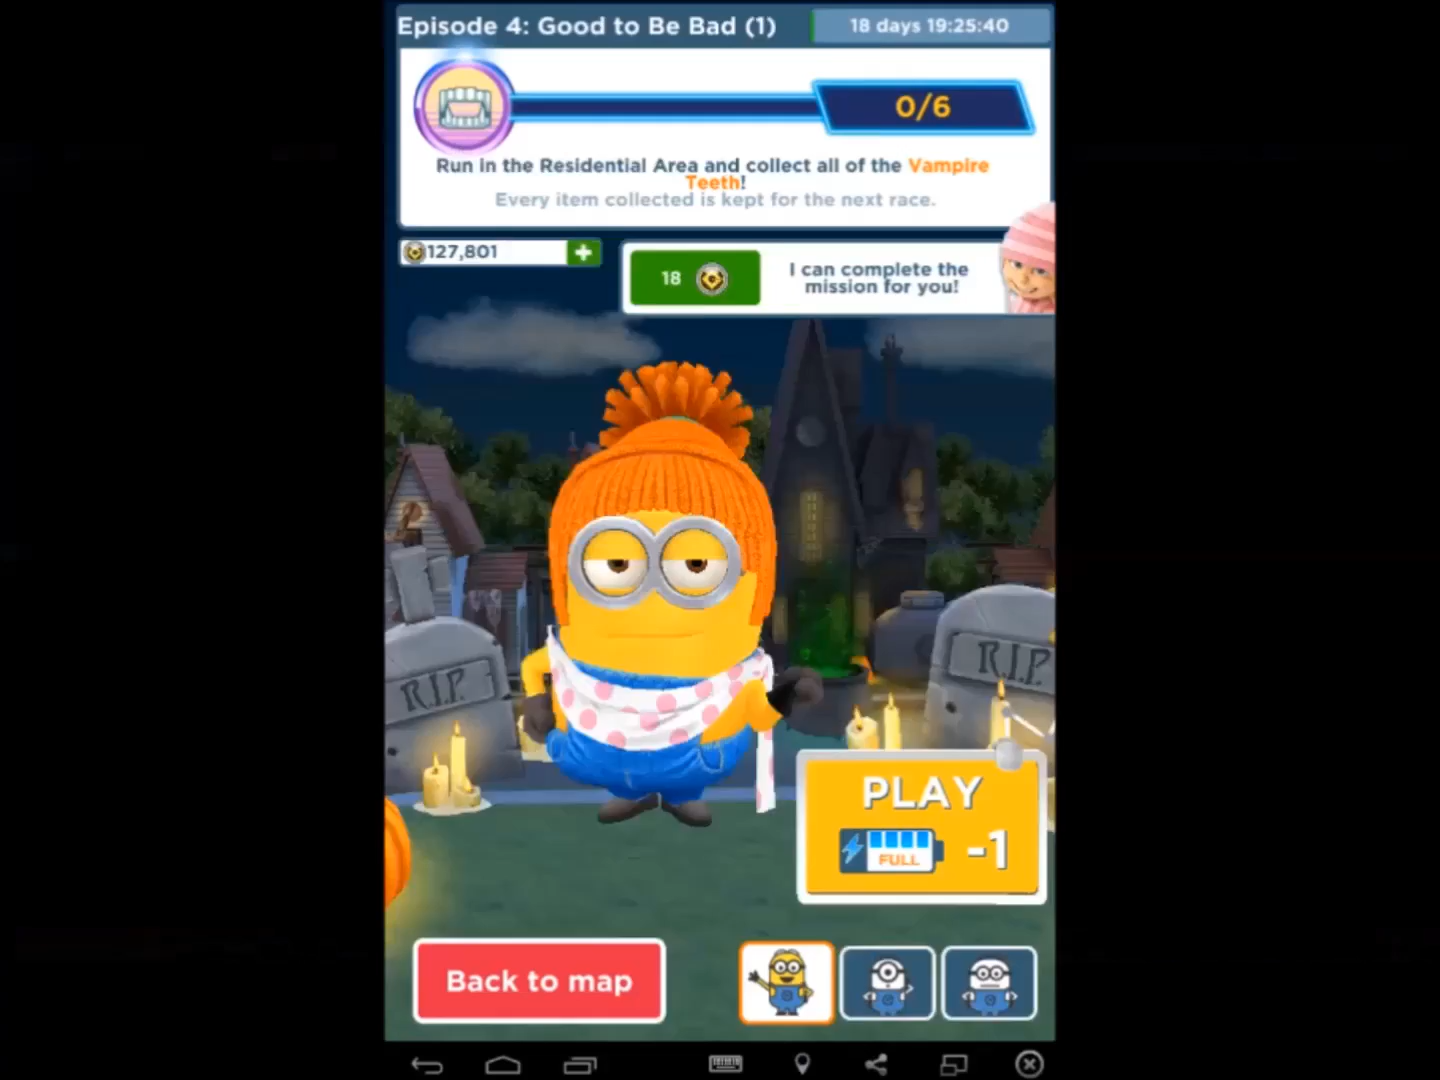 Episode 4: Good to Be Bad (1)
18 days 19:25:40
0/6
Run in the Residential Area and collect all of the Vampire
Teeth!
Every item collected is kept for the next race.
127,801
18
I can complete the
mission for you!
R.I.P.
R.I.P.
PLAY
FULL
-1
Back to map